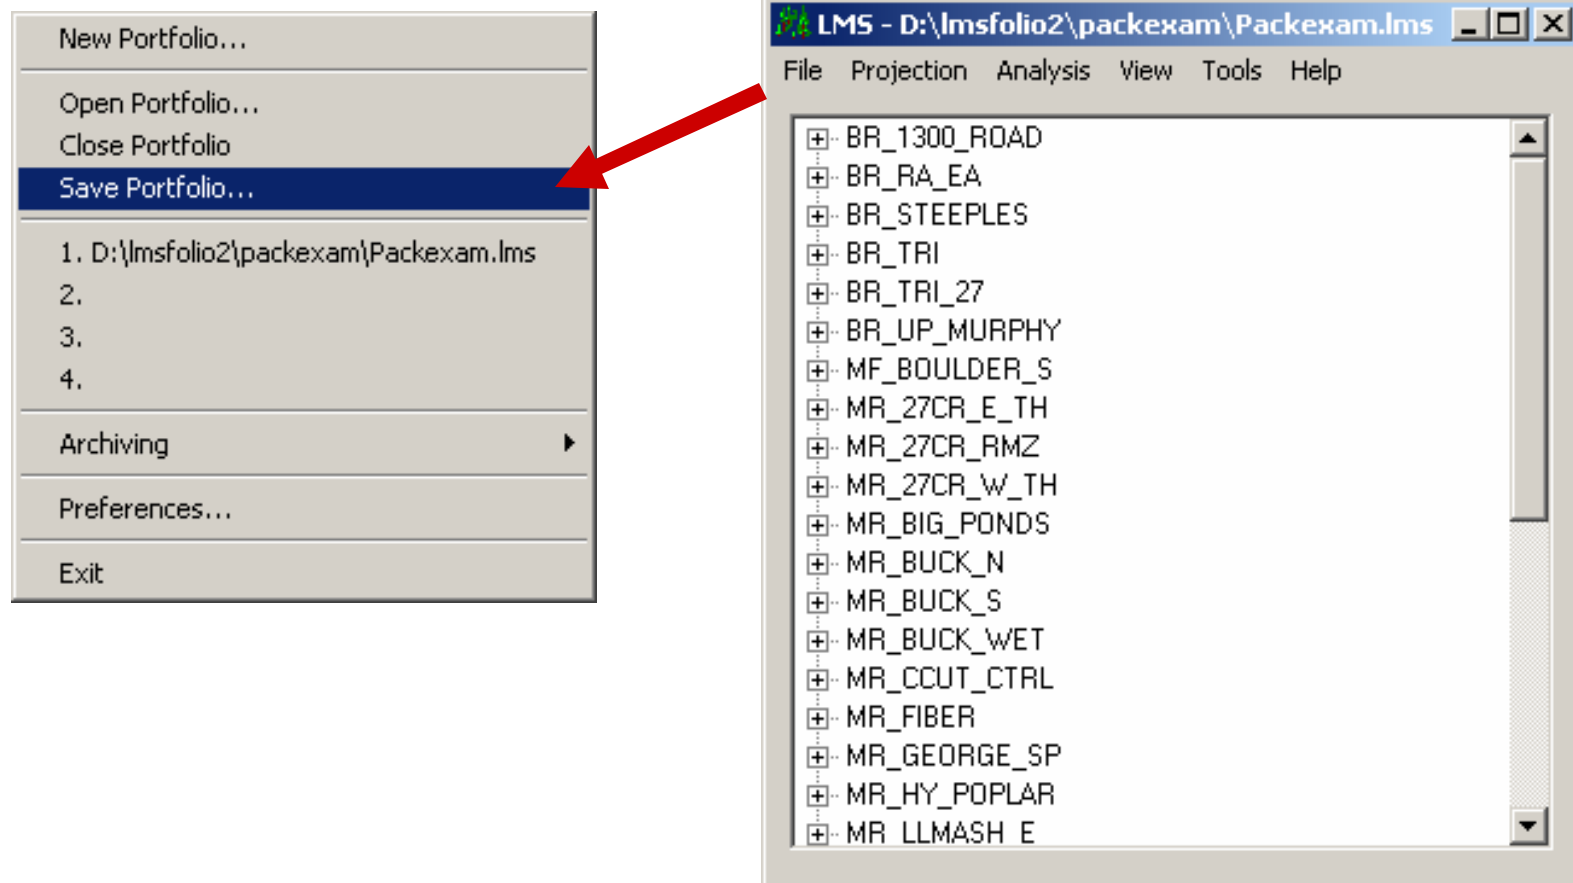 New Portfolio...
Open Portfolio...
Close Portfolio
Save Portfolio...
1. D:\lmsfolio2\packexam\Packexam.lms
2.
3.
4.
Archiving
Preferences...
Exit
LMS - D:\lmsfolio2\packexam\Packexam.lms
File Projection Analysis View Tools Help
BR_1300_ROAD
BR_RA_EA
BR_STEEPLES
BR_TRI
BR_TRI_27
BR_UP_MURPHY
MF_BOULDER_S
MR_27CR_E_TH
MR_27CR_RMZ
MR_27CR_W_TH
MR_BIG_PONDS
MR_BUCK_N
MR_BUCK_S
MR_BUCK_WET
MR_CCUT_CTRL
MR_FIBER
MR_GEORGE_SP
MR_HY_POPLAR
MR_LLMASH_E